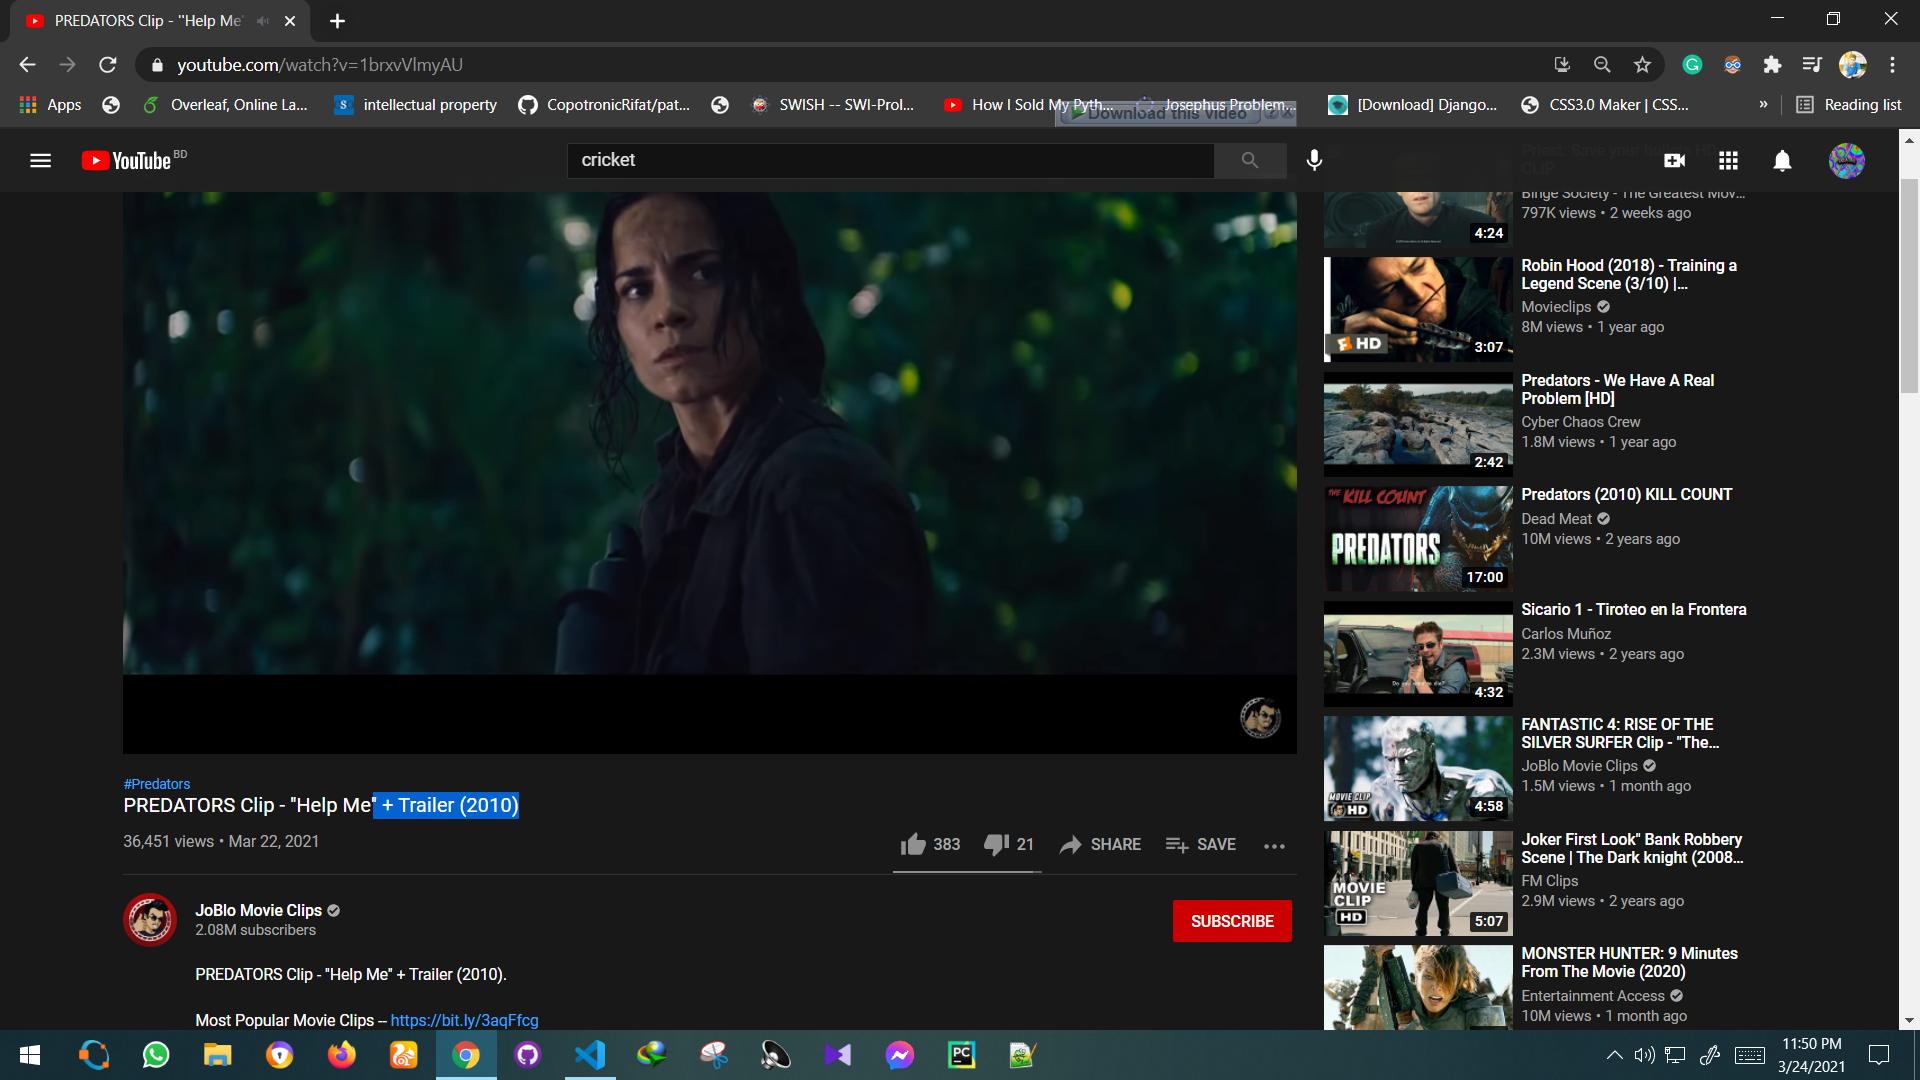 PREDATORS Clip - "Help Me"
youtube.com/watch?v=1brxvVlmyAU
Apps
Overleaf, Online La...
intellectual property
CopotronicRifat/pat...
SWISH -- SWI-Prol...
How I Sold My Pyth...
Josephus Problem...
[Download] Django...
CSS3.0 Maker | CSS...
»
Reading list
Download this video
YouTube BD
cricket
Priest: Save your bullets HD
CLIP
Binge Society - The Greatest Mov...
797K views • 2 weeks ago
4:24
Robin Hood (2018) - Training a
Legend Scene (3/10) |...
Movieclips
8M views • 1 year ago
HD
3:07
Predators - We Have A Real
Problem [HD]
Cyber Chaos Crew
1.8M views • 1 year ago
2:42
THE KILL COUNT
PREDATORS
17:00
Predators (2010) KILL COUNT
Dead Meat
10M views • 2 years ago
Sicario 1 - Tiroteo en la Frontera
Carlos Muñoz
2.3M views • 2 years ago
4:32
FANTASTIC 4: RISE OF THE
SILVER SURFER Clip - "The...
JoBlo Movie Clips
1.5M views • 1 month ago
MOVIE CLIP
HD
4:58
Joker First Look" Bank Robbery
Scene | The Dark knight (2008...
FM Clips
2.9M views • 2 years ago
MOVIE
CLIP
HD
5:07
MONSTER HUNTER: 9 Minutes
From The Movie (2020)
Entertainment Access
10M views • 1 month ago
#Predators
PREDATORS Clip - "Help Me" + Trailer (2010)
36,451 views • Mar 22, 2021
383
21
SHARE
SAVE
JoBlo Movie Clips
2.08M subscribers
SUBSCRIBE
PREDATORS Clip - "Help Me" + Trailer (2010).
Most Popular Movie Clips -- https://bit.ly/3aqFfcg
PC
11:50 PM
3/24/2021